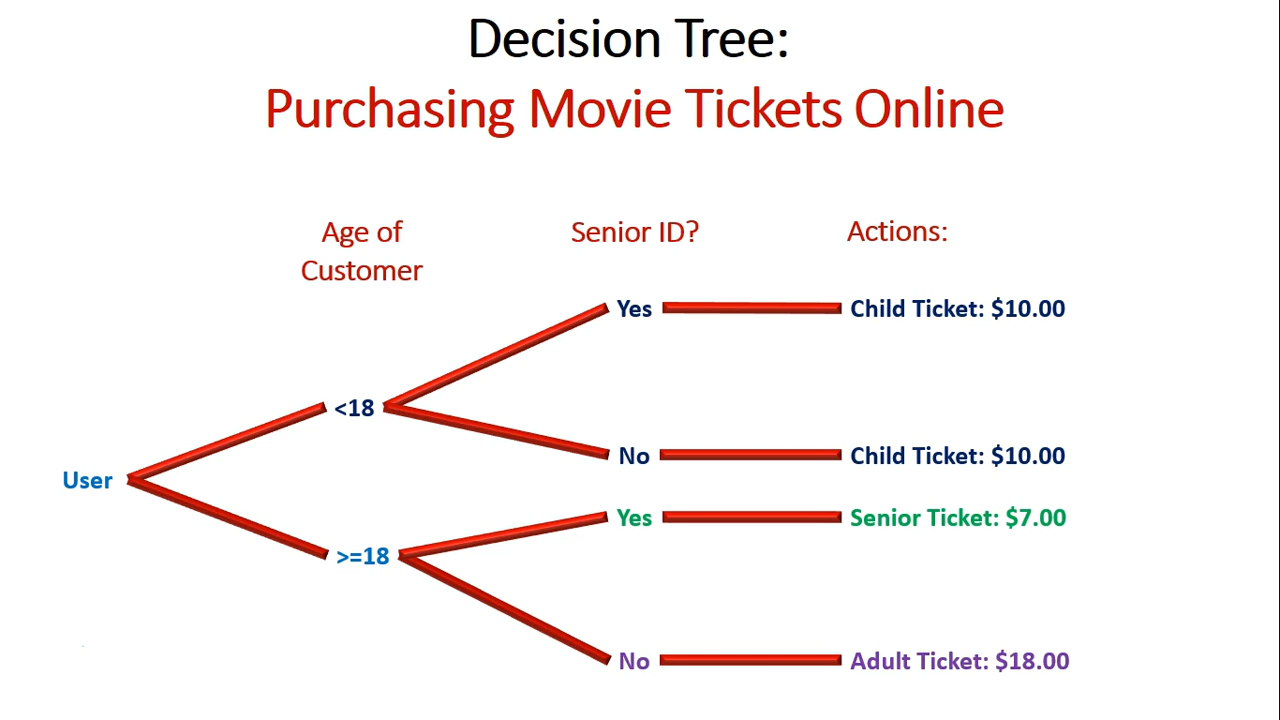 Decision Tree:
Purchasing Movie Tickets Online
Age of
Customer
Senior ID?
Actions:
Yes
Child Ticket: $10.00
<18
No
Child Ticket: $10.00
User
Yes
Senior Ticket: $7.00
>=18
No
Adult Ticket: $18.00